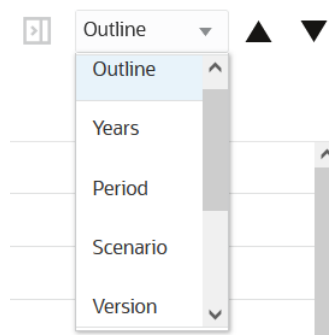 Outline
Outline
Years
Period
Scenario
Version